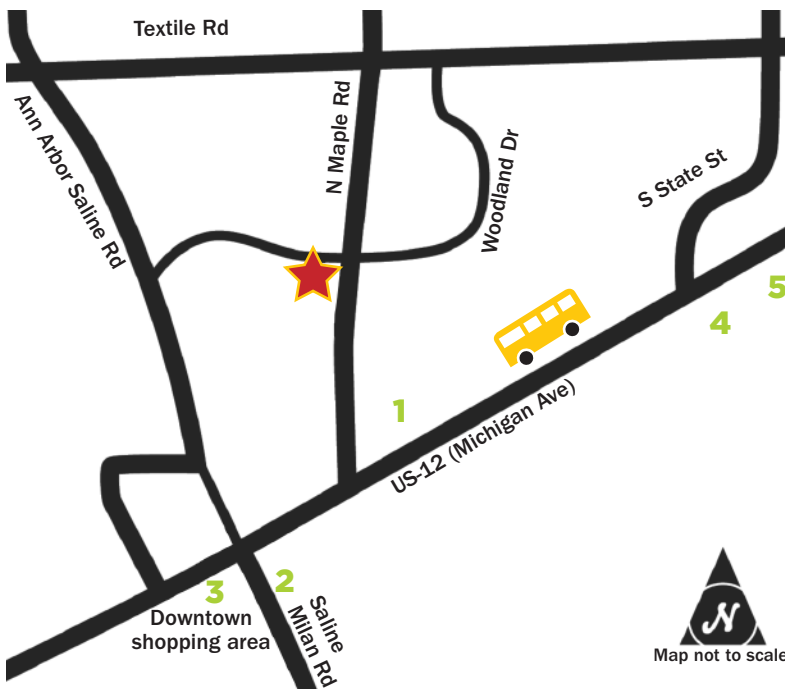 Textile Rd
Ann Arbor Saline Rd
N Maple Rd
Woodland Dr
S State St
5
4
1
US-12 (Michigan Ave)
3
2
Downtown
shopping area
Saline
Milan Rd
N
Map not to scale